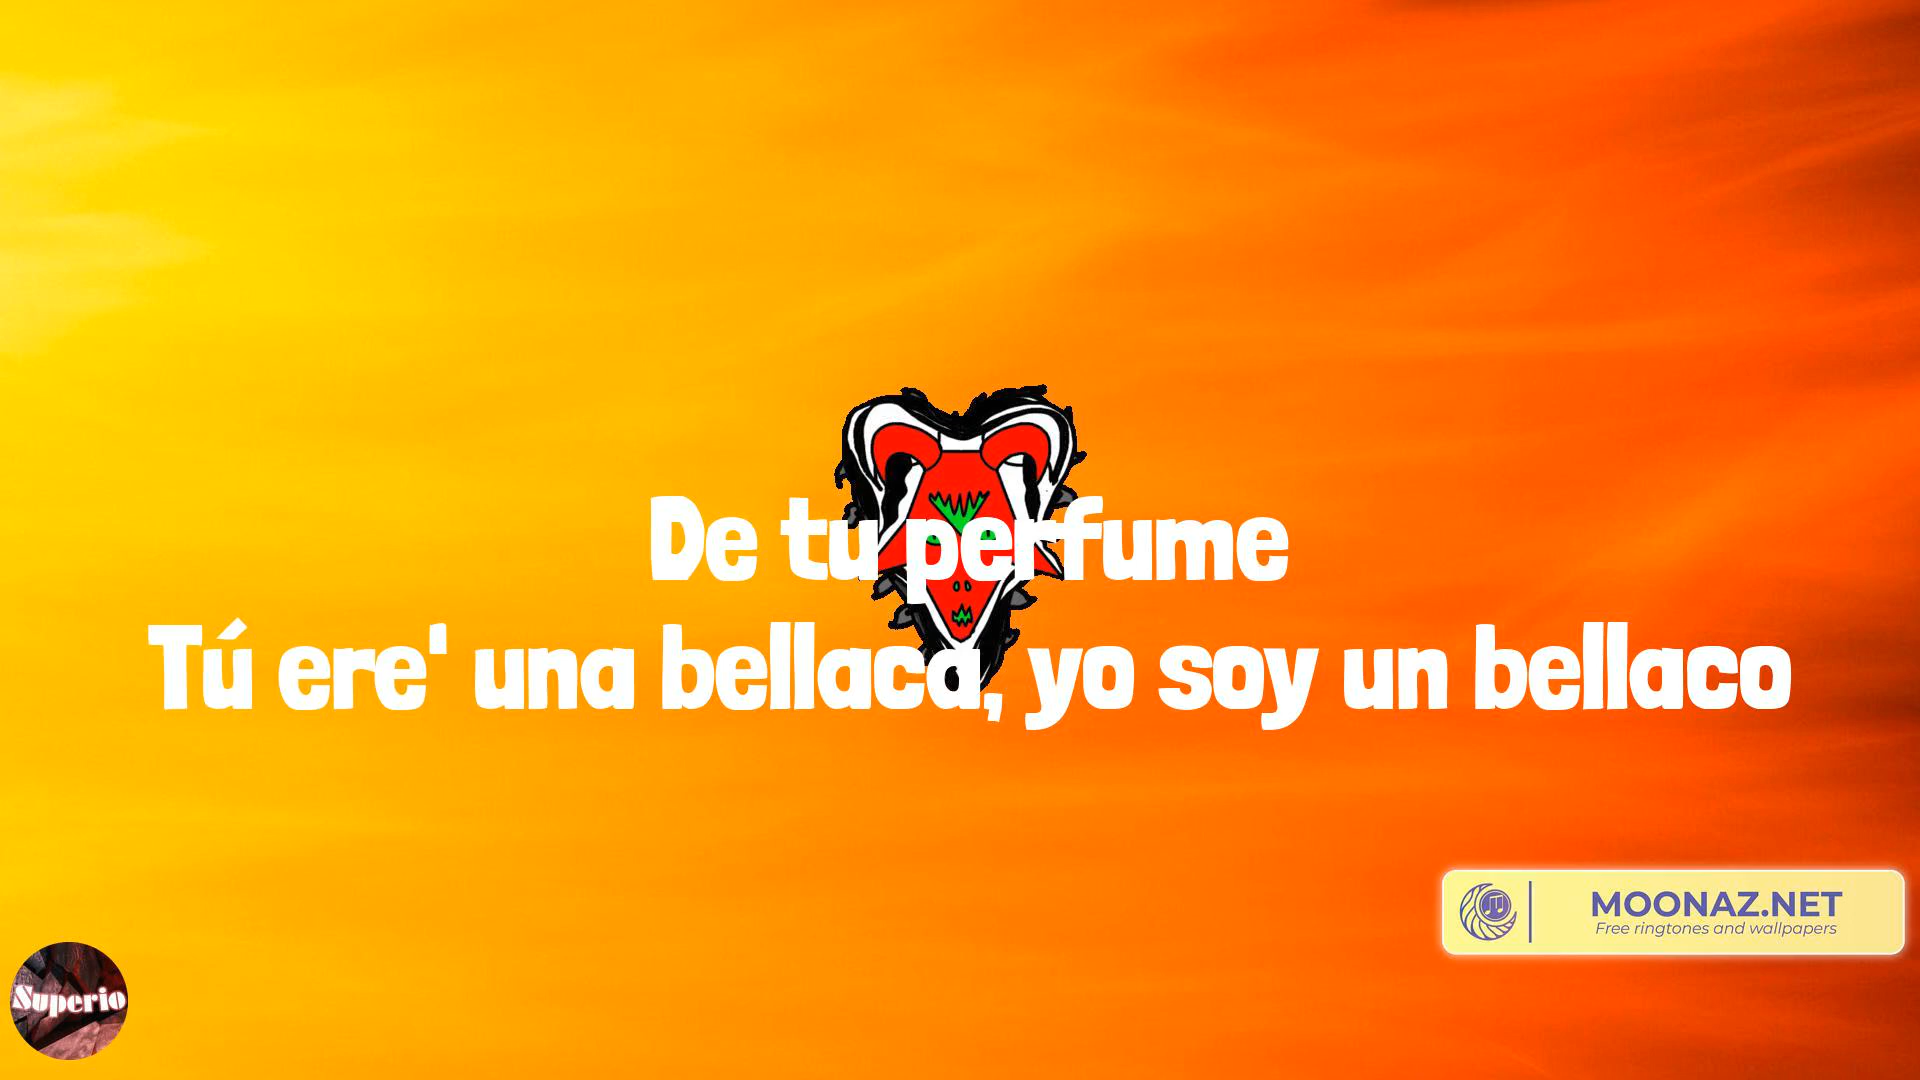 De tu perfume
Tú ere' una bellaca, yo soy un bellaco
MOONAZ.NET
Free ringtones and wallpapers
Superio